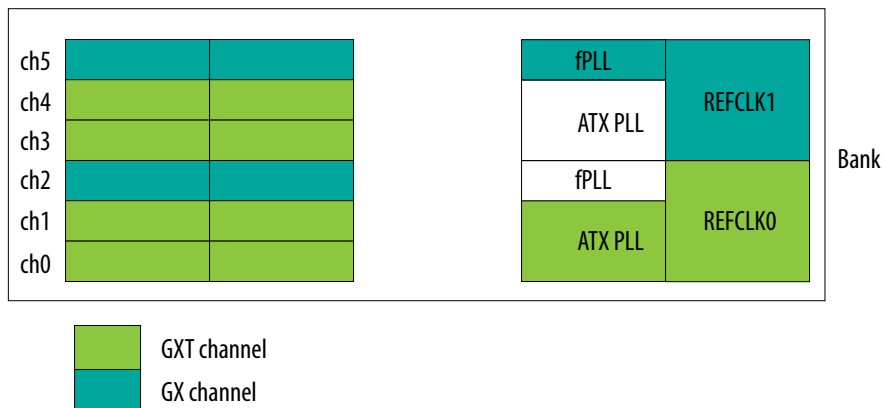 ch5
fPLL
REFCLK1
ch4
ATX PLL
ch3
Bank
ch2
fPLL
REFCLK0
ch1
ATX PLL
ch0
GXT channel
GX channel